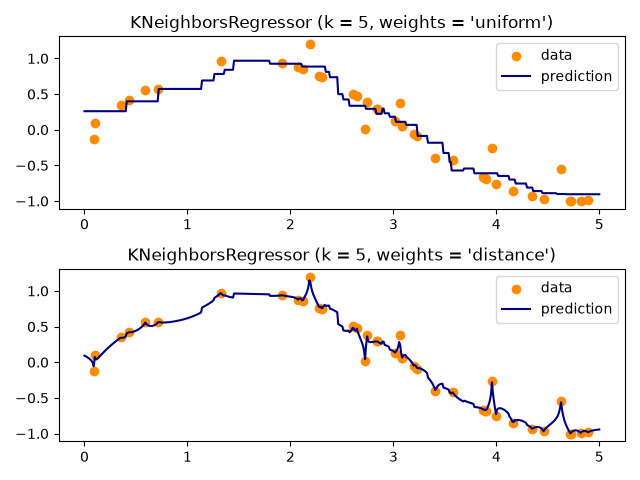 KNeighborsRegressor (k = 5, weights = 'uniform')
1.0
0.5
0.0
−0.5
−1.0
data
prediction
0 1 2 3 4 5
KNeighborsRegressor (k = 5, weights = 'distance')
1.0
0.5
0.0
−0.5
−1.0
data
prediction
0 1 2 3 4 5